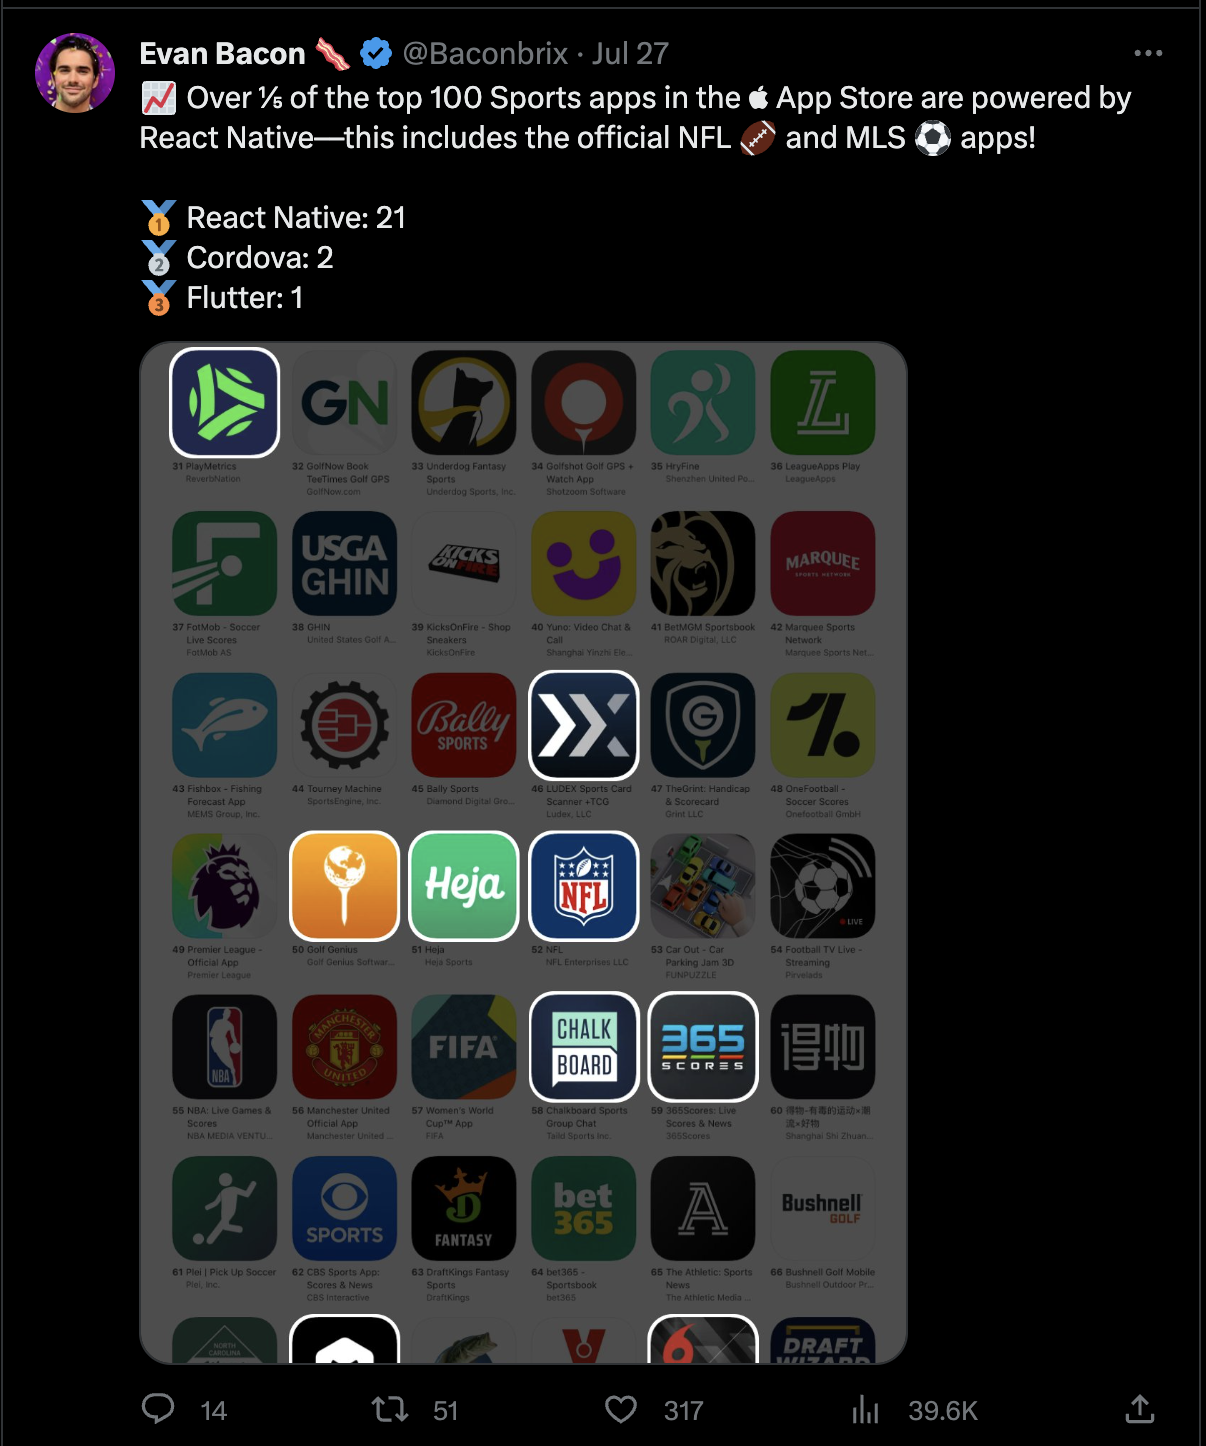 Evan Bacon 🥓 @Baconbrix · Jul 27
📈 Over ⅕ of the top 100 Sports apps in the  App Store are powered by
React Native—this includes the official NFL 🏈 and MLS ⚽ apps!
🥇 React Native: 21
🥈 Cordova: 2
🥉 Flutter: 1
GN
L
31 PlayMetrics
ReverbNation
32 GolfNow Book
TeeTimes Golf GPS
GolfNow.com
33 Underdog Fantasy
Sports
Underdog Sports, Inc.
34 Golfshot Golf GPS +
Watch App
Shotzoom Software
35 HryFine
Shenzhen United Po...
36 LeagueApps Play
LeagueApps
USGA
GHIN
KICKS
ONFIRE
MARQUEE
SPORTS NETWORK
37 FotMob - Soccer
Live Scores
FotMob AS
38 GHIN
United States Golf A...
39 KicksOnFire - Shop
Sneakers
KicksOnFire
40 Yuno: Video Chat &
Call
Shanghai Yinzhi Ele...
41 BetMGM Sportsbook
ROAR Digital, LLC
42 Marquee Sports
Network
Marquee Sports Net...
Bally
SPORTS
G
43 Fishbox - Fishing
Forecast App
MEMS Group, Inc.
44 Tourney Machine
SportsEngine, Inc.
45 Bally Sports
Diamond Digital Gro...
46 LUDEX Sports Card
Scanner +TCG
Ludex, LLC
47 TheGrint: Handicap
& Scorecard
Grint LLC
48 OneFootball -
Soccer Scores
Onefootball GmbH
Heja
NFL
LIVE
49 Premier League -
Official App
Premier League
50 Golf Genius
Golf Genius Softwar...
51 Heja
Heja Sports
52 NFL
NFL Enterprises LLC
53 Car Out - Car
Parking Jam 3D
FUNPUZZLE
54 Football TV Live -
Streaming
Pirvelads
NBA
MANCHESTER
UNITED
FIFA
CHALK
BOARD
365
SCORES
得物
55 NBA: Live Games &
Scores
NBA MEDIA VENTU...
56 Manchester United
Official App
Manchester United ...
57 Women's World
Cup™ App
FIFA
58 Chalkboard Sports
Group Chat
Taild Sports Inc.
59 365Scores: Live
Scores & News
365Scores
60 得物-有毒的运动×潮
流×好物
Shanghai Shi Zhuan...
SPORTS
D
FANTASY
bet
365
A
Bushnell
GOLF
61 Plei | Pick Up Soccer
Plei, Inc.
62 CBS Sports App:
Scores & News
CBS Interactive
63 DraftKings Fantasy
Sports
DraftKings
64 bet365 -
Sportsbook
bet365
65 The Athletic: Sports
News
The Athletic Media ...
66 Bushnell Golf Mobile
Bushnell Outdoor Pr...
NORTH
CAROLINA
DRAFT
WIZARD
14
51
317
39.6K